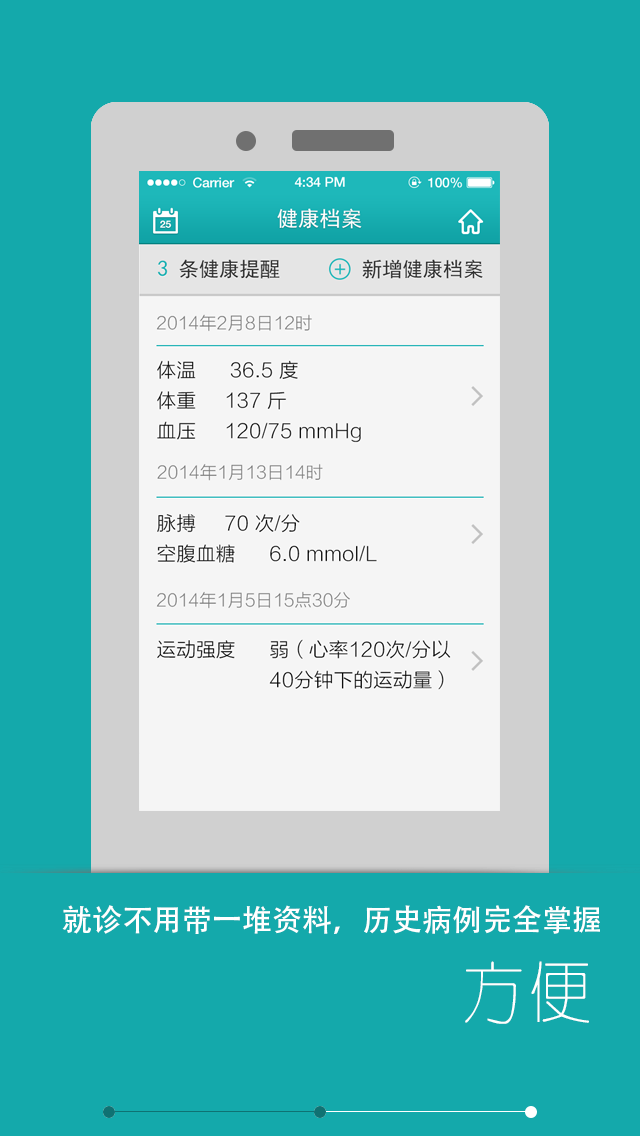 Carrier 4:34 PM 100%
25 健康档案
3 条健康提醒 新增健康档案
2014年2月8日12时
体温 36.5 度
体重 137 斤
血压 120/75 mmHg
2014年1月13日14时
脉搏 70 次/分
空腹血糖 6.0 mmol/L
2014年1月5日15点30分
运动强度 弱（心率120次/分以
40分钟下的运动量）
就诊不用带一堆资料，历史病例完全掌握
方便